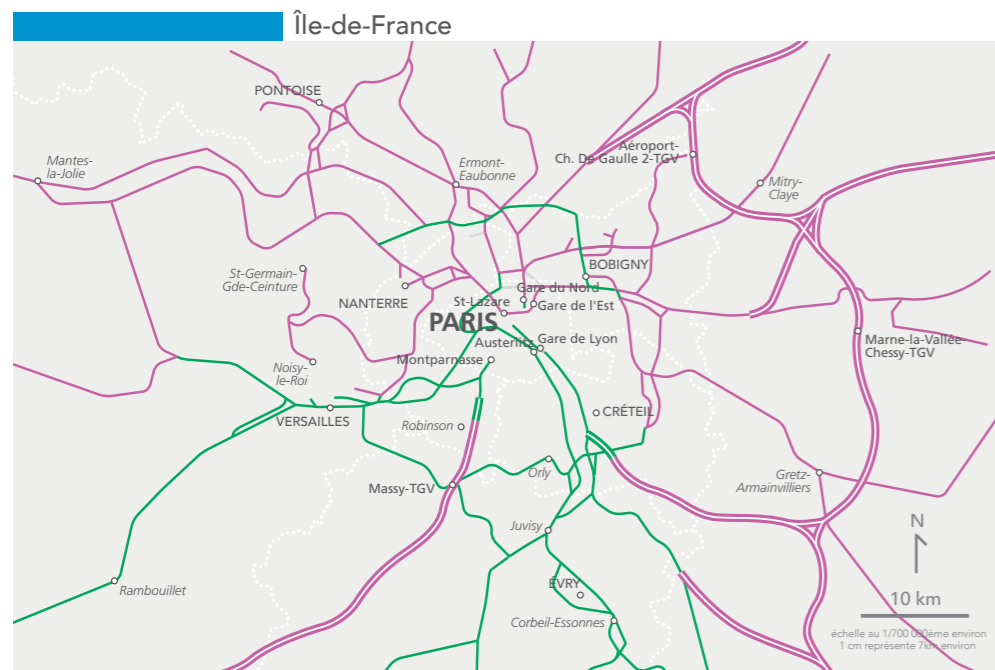 Île-de-France
PONTOISE
Mantes-
la-Jolie
Ermont-
Eaubonne
Aéroport-
Ch. De Gaulle 2-TGV
Mitry-
Claye
St-Germain-
Gde-Ceinture
NANTERRE
BOBIGNY
Gare du Nord
St-Lazare
Gare de l'Est
PARIS
Austerlitz
Gare de Lyon
Montparnasse
Marne-la-Vallée-
Chessy-TGV
Noisy-
le-Roi
VERSAILLES
Robinson
CRÉTEIL
Massy-TGV
Orly
Gretz-
Armainvilliers
Juvisy
N
Rambouillet
ÉVRY
10 km
Corbeil-Essonnes
échelle au 1/700 000ème environ
1 cm représente 7km environ